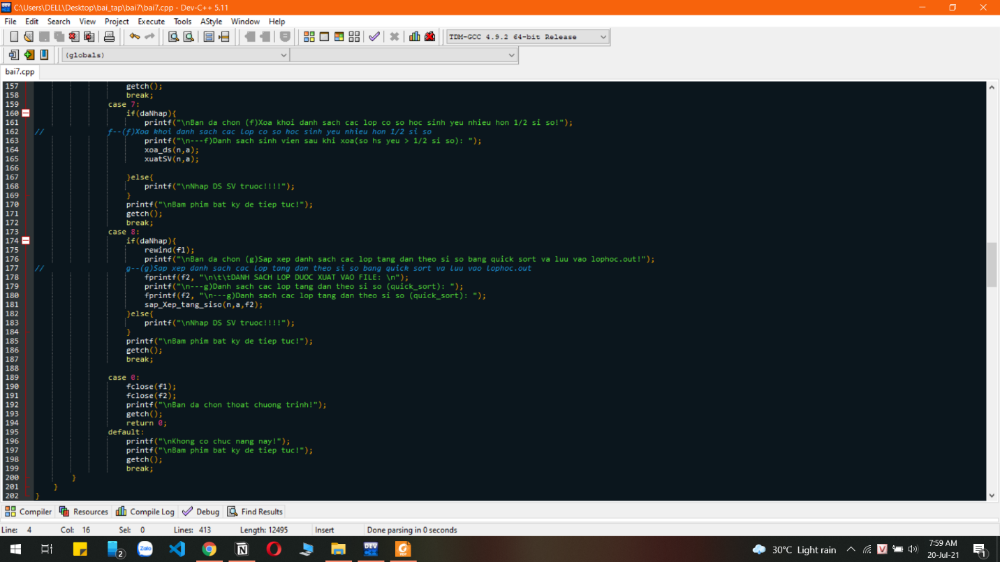 C:\Users\DELL\Desktop\bai_tap\bai7\bai7.cpp - Dev-C++ 5.11
File Edit Search View Project Execute Tools AStyle Window Help
TDM-GCC 4.9.2 64-bit Release
(globals)
bai7.cpp
157 getch();
158 break;
159 case 7:
160 if(daNhap){
161 printf("\nBan da chon (f)Xoa khoi danh sach cac lop co so hoc sinh yeu nhieu hon 1/2 si so!");
162 // f--(f)Xoa khoi danh sach cac lop co so hoc sinh yeu nhieu hon 1/2 si so
163 printf("\n---f)Danh sach sinh vien sau khi xoa(so hs yeu > 1/2 si so): ");
164 xoa_ds(n,a);
165 xuatSV(n,a);
166
167 }else{
168 printf("\nNhap DS SV truoc!!!!");
169 }
170 printf("\nBam phim bat ky de tiep tuc!");
171 getch();
172 break;
173 case 8:
174 if(daNhap){
175 rewind(f1);
176 printf("\nBan da chon (g)Sap xep danh sach cac lop tang dan theo si so bang quick sort va luu vao lophoc.out!");
177 // g--(g)Sap xep danh sach cac lop tang dan theo si so bang quick sort va luu vao lophoc.out
178 fprintf(f2, "\n\t\tDANH SACH LOP DUOC XUAT VAO FILE: \n");
179 printf("\n---g)Danh sach cac lop tang dan theo si so (quick_sort): ");
180 fprintf(f2, "\n---g)Danh sach cac lop tang dan theo si so (quick_sort): ");
181 sap_Xep_tang_siso(n,a,f2);
182 }else{
183 printf("\nNhap DS SV truoc!!!!");
184 }
185 printf("\nBam phim bat ky de tiep tuc!");
186 getch();
187 break;
188
189 case 0:
190 fclose(f1);
191 fclose(f2);
192 printf("\nBan da chon thoat chuong trinh!");
193 getch();
194 return 0;
195 default:
196 printf("\nKhong co chuc nang nay!");
197 printf("\nBam phim bat ky de tiep tuc!");
198 getch();
199 break;
200 }
201 }
202 }
Compiler Resources Compile Log Debug Find Results
Line: 4 Col: 16 Sel: 0 Lines: 413 Length: 12495 Insert Done parsing in 0 seconds
2 Zalo DEV PDF 30°C Light rain V 7:59 AM
20-Jul-21 1